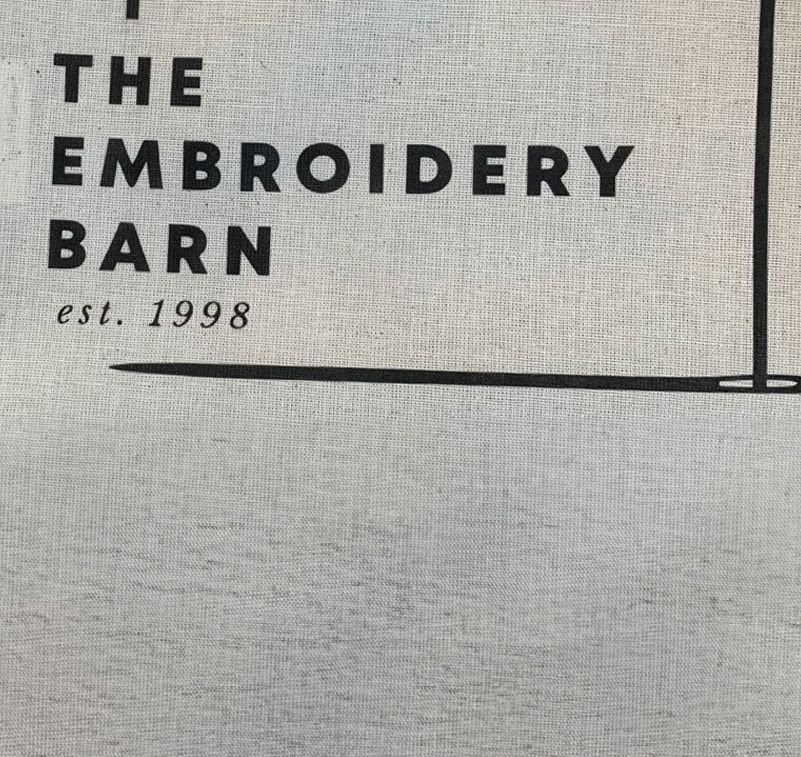 THE
EMBROIDERY
BARN
est. 1998